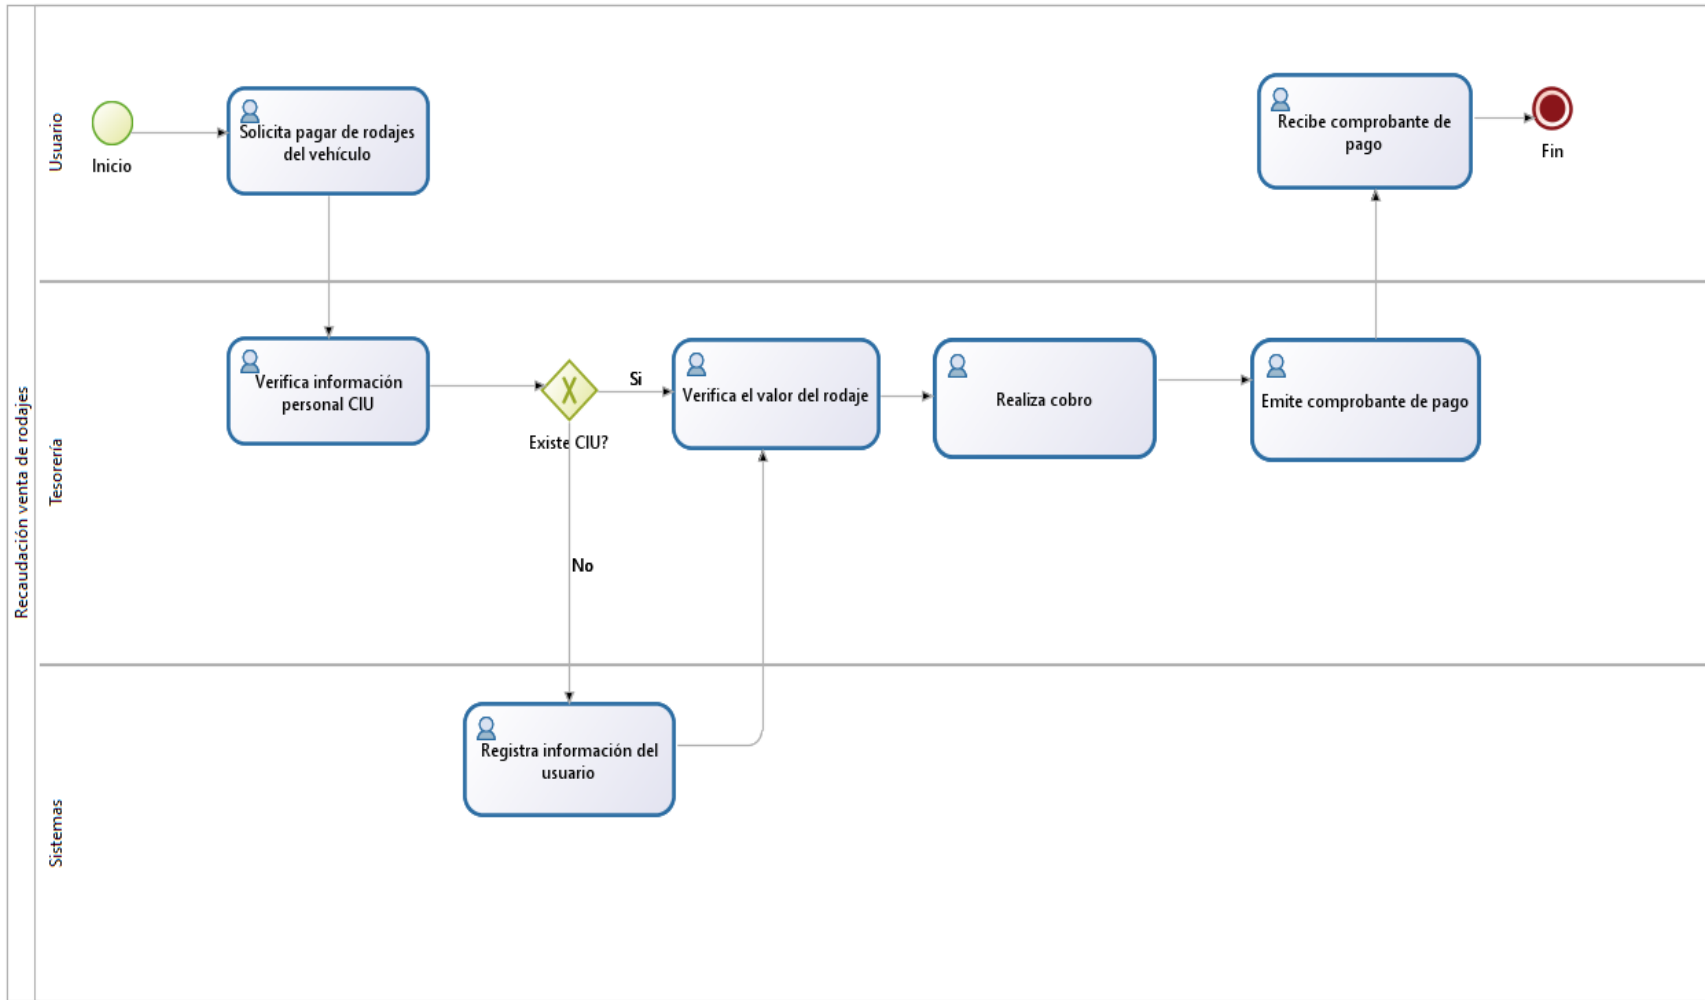 Recaudación venta de rodajes
Usuario
Inicio
Solicita pagar de rodajes
del vehículo
Recibe comprobante de
pago
Fin
Tesorería
Verifica información
personal CIU
Existe CIU?
Si
No
Verifica el valor del rodaje
Realiza cobro
Emite comprobante de pago
Sistemas
Registra información del
usuario